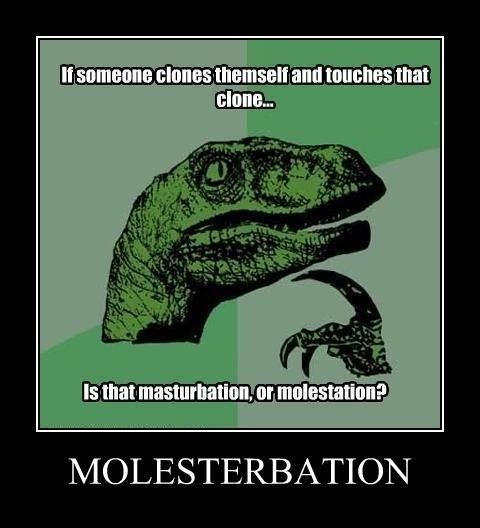 If someone clones themself and touches that
clone...
Is that masturbation, or molestation?
MOLESTERBATION